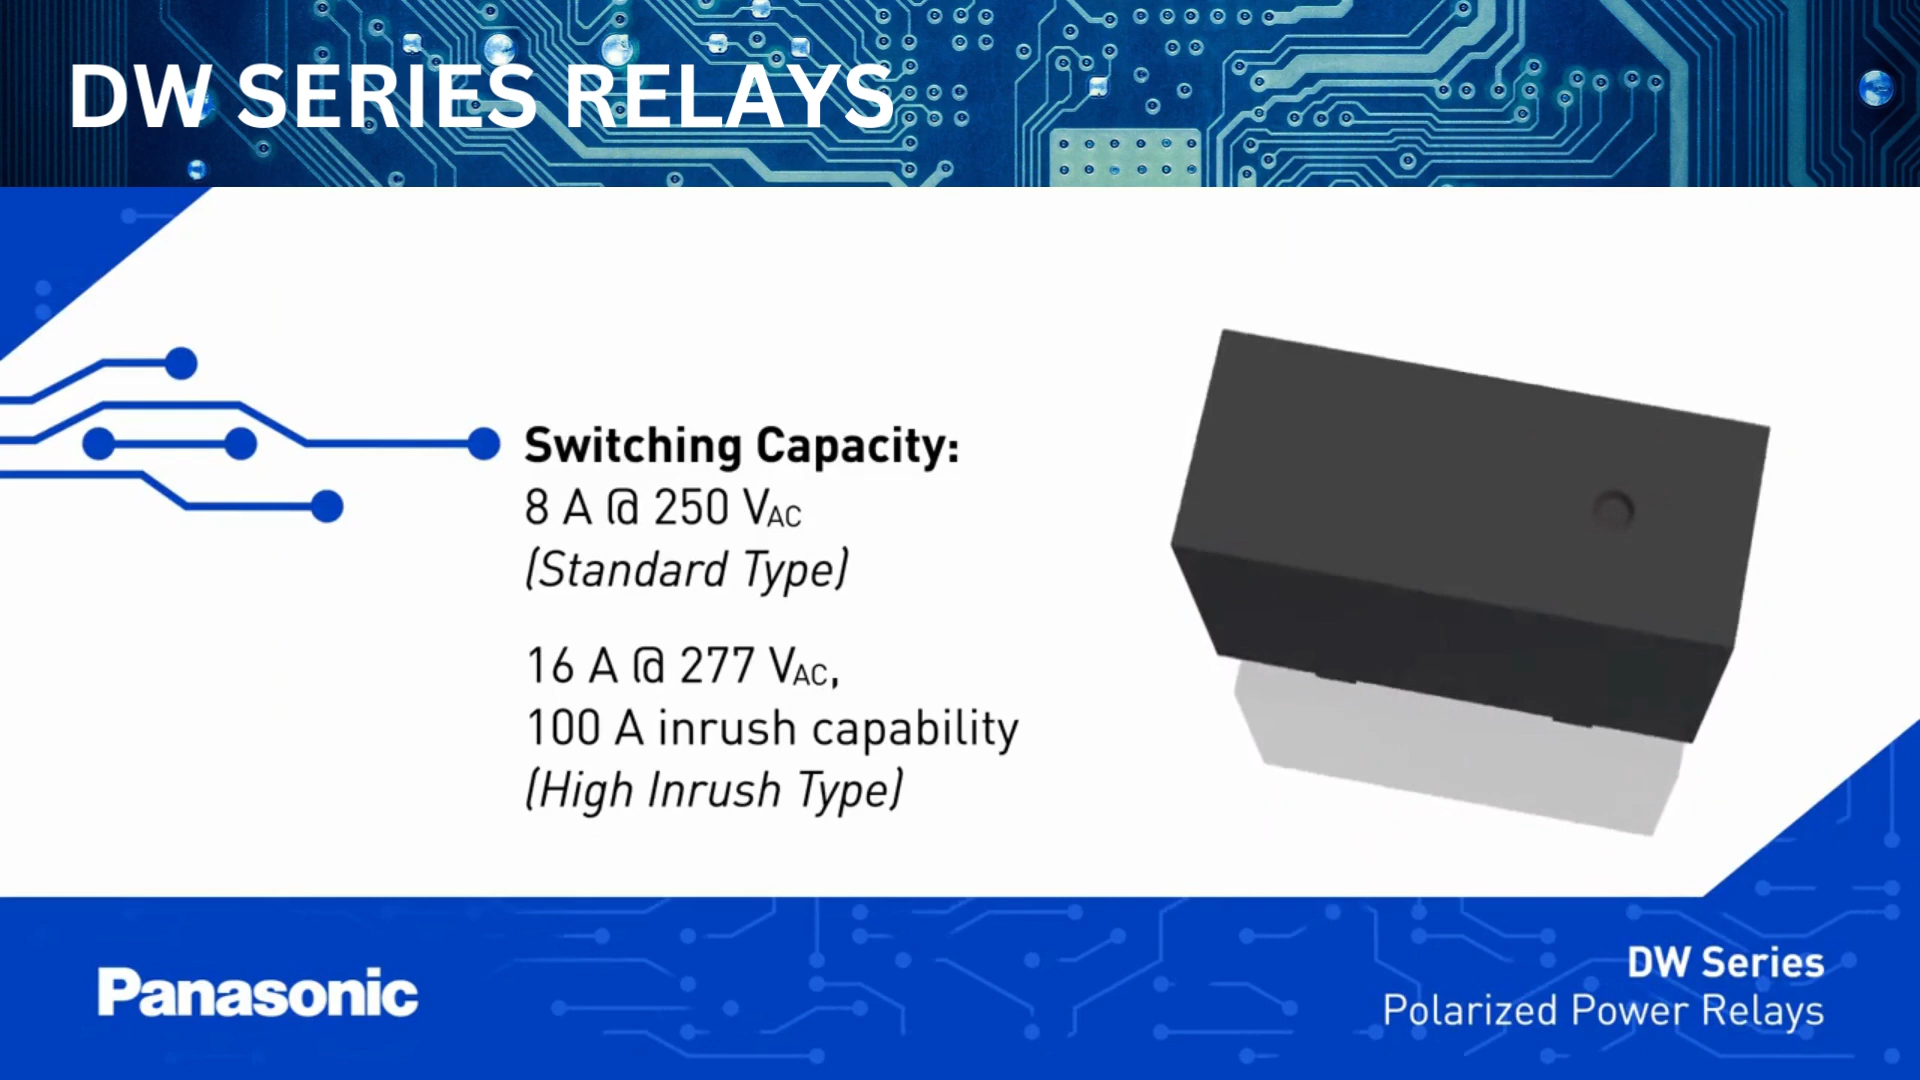 DW SERIES RELAYS
Switching Capacity:
8 A @ 250 VAC
(Standard Type)
16 A @ 277 VAC,
100 A inrush capability
(High Inrush Type)
Panasonic
DW Series
Polarized Power Relays